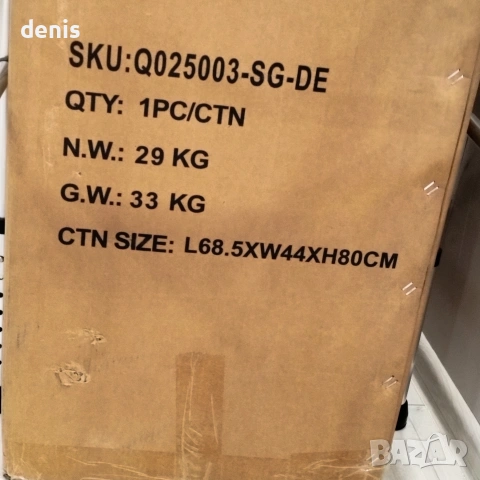 denis
SKU:Q025003-SG-DE
QTY: 1PC/CTN
N.W.: 29 KG
G.W.: 33 KG
CTN SIZE: L68.5XW44XH80CM
BAZAR